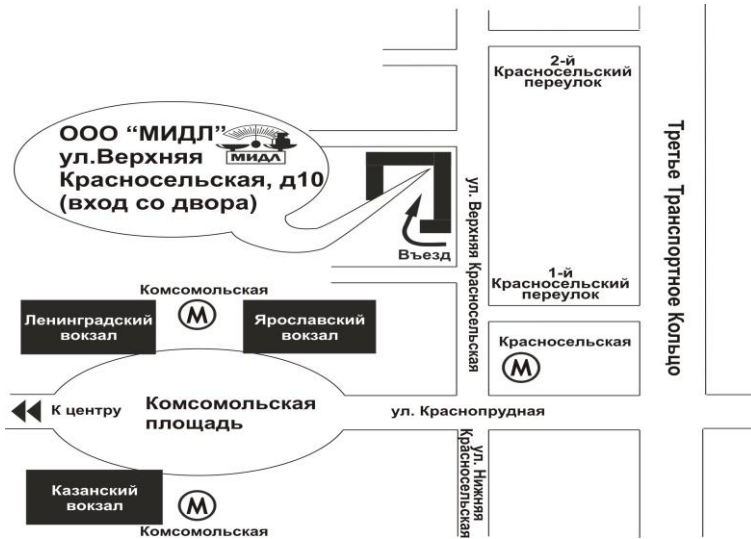 2-й
Красносельский
переулок
ООО “МИДЛ”
МИДЛ
ул.Верхняя
Красносельская, д10
(вход со двора)
Третье Транспортное Кольцо
ул. Верхняя Красносельская
Въезд
1-й
Красносельский
переулок
Комсомольская
М
Ленинградский
вокзал
Ярославский
вокзал
Красносельская
М
К центру
Комсомольская
площадь
ул. Краснопрудная
ул. Нижняя
Красносельская
Казанский
вокзал
М
Комсомольская